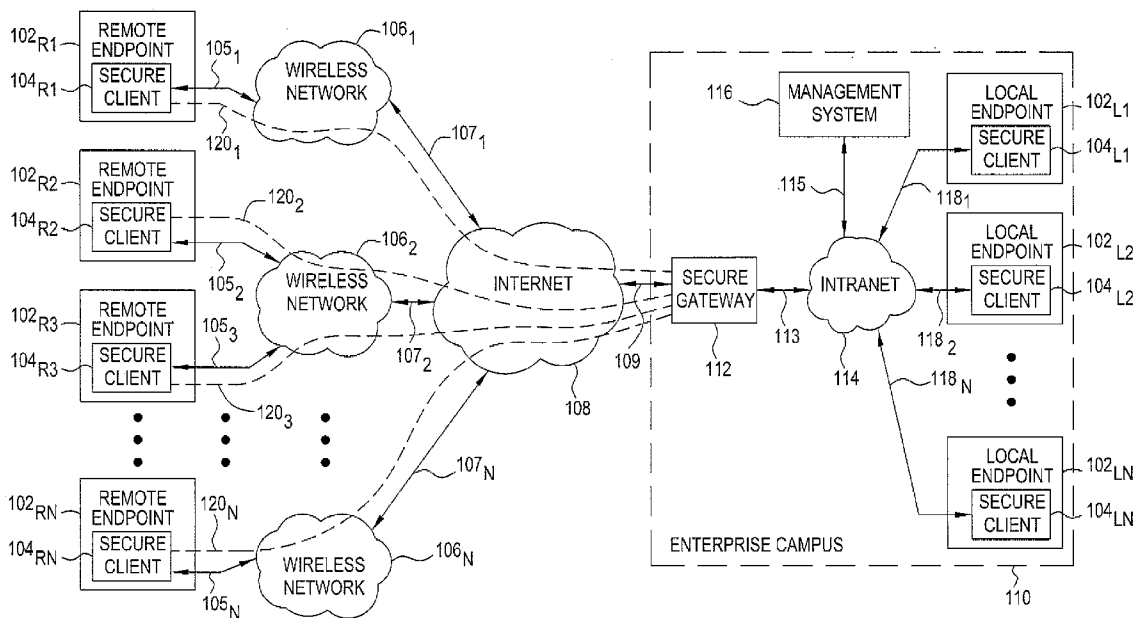 102R1
REMOTE
ENDPOINT
104R1
SECURE
CLIENT
1051
1201
1061
WIRELESS
NETWORK
1071
102R2
REMOTE
ENDPOINT
104R2
SECURE
CLIENT
1202
1052
1062
WIRELESS
NETWORK
1072
102R3
REMOTE
ENDPOINT
104R3
SECURE
CLIENT
1053
1203
102RN
REMOTE
ENDPOINT
104RN
SECURE
CLIENT
120N
105N
WIRELESS
NETWORK
106N
107N
INTERNET
108
109
SECURE
GATEWAY
112
113
INTRANET
114
115
116
MANAGEMENT
SYSTEM
1181
1182
118N
LOCAL
ENDPOINT
102L1
SECURE
CLIENT
104L1
LOCAL
ENDPOINT
102L2
SECURE
CLIENT
104L2
LOCAL
ENDPOINT
102LN
SECURE
CLIENT
104LN
ENTERPRISE CAMPUS
110